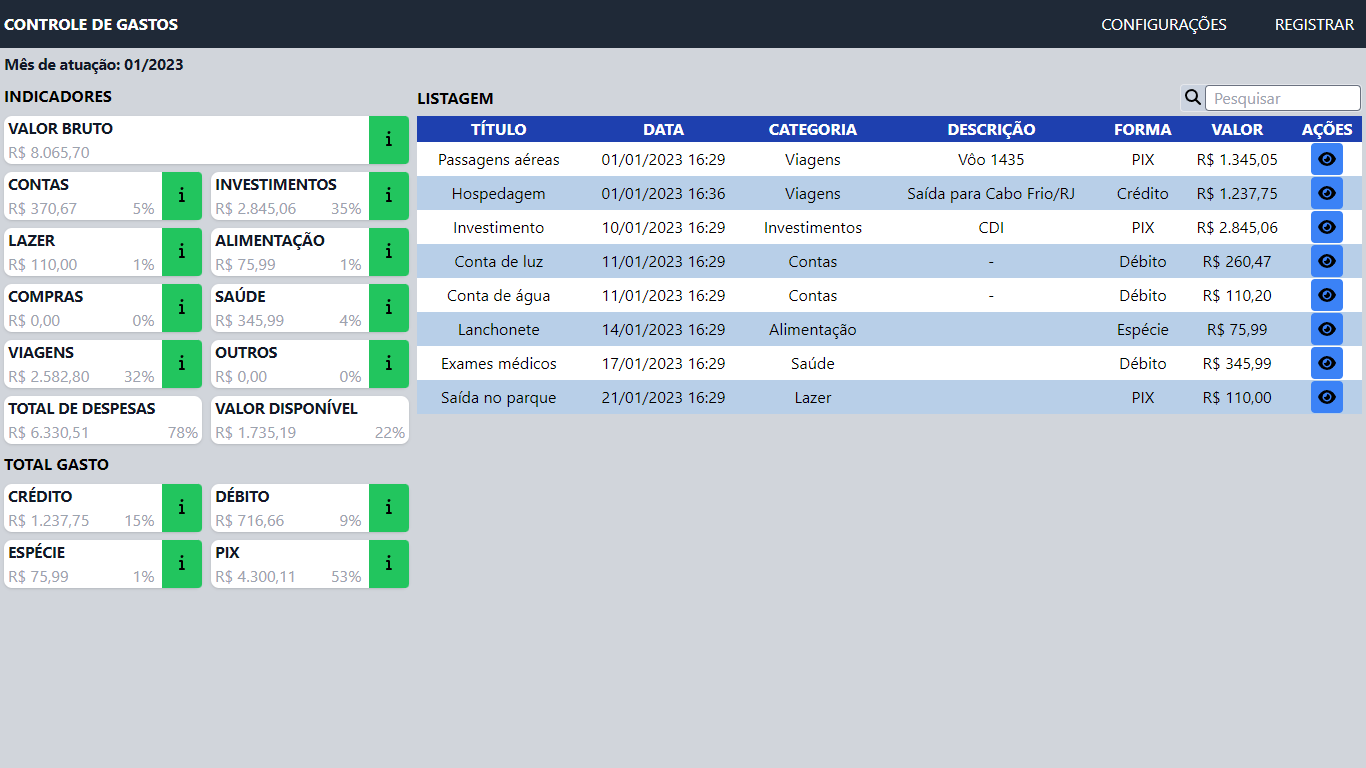 CONTROLE DE GASTOS CONFIGURAÇÕES REGISTRAR
Mês de atuação: 01/2023
INDICADORES
VALOR BRUTO
R$ 8.065,70
i
CONTAS
R$ 370,67 5%
i
INVESTIMENTOS
R$ 2.845,06 35%
i
LAZER
R$ 110,00 1%
i
ALIMENTAÇÃO
R$ 75,99 1%
i
COMPRAS
R$ 0,00 0%
i
SAÚDE
R$ 345,99 4%
i
VIAGENS
R$ 2.582,80 32%
i
OUTROS
R$ 0,00 0%
i
TOTAL DE DESPESAS
R$ 6.330,51 78%
VALOR DISPONÍVEL
R$ 1.735,19 22%
TOTAL GASTO
CRÉDITO
R$ 1.237,75 15%
i
DÉBITO
R$ 716,66 9%
i
ESPÉCIE
R$ 75,99 1%
i
PIX
R$ 4.300,11 53%
i
LISTAGEM Pesquisar
TÍTULO DATA CATEGORIA DESCRIÇÃO FORMA VALOR AÇÕES
Passagens aéreas 01/01/2023 16:29 Viagens Vôo 1435 PIX R$ 1.345,05
Hospedagem 01/01/2023 16:36 Viagens Saída para Cabo Frio/RJ Crédito R$ 1.237,75
Investimento 10/01/2023 16:29 Investimentos CDI PIX R$ 2.845,06
Conta de luz 11/01/2023 16:29 Contas - Débito R$ 260,47
Conta de água 11/01/2023 16:29 Contas - Débito R$ 110,20
Lanchonete 14/01/2023 16:29 Alimentação Espécie R$ 75,99
Exames médicos 17/01/2023 16:29 Saúde Débito R$ 345,99
Saída no parque 21/01/2023 16:29 Lazer PIX R$ 110,00